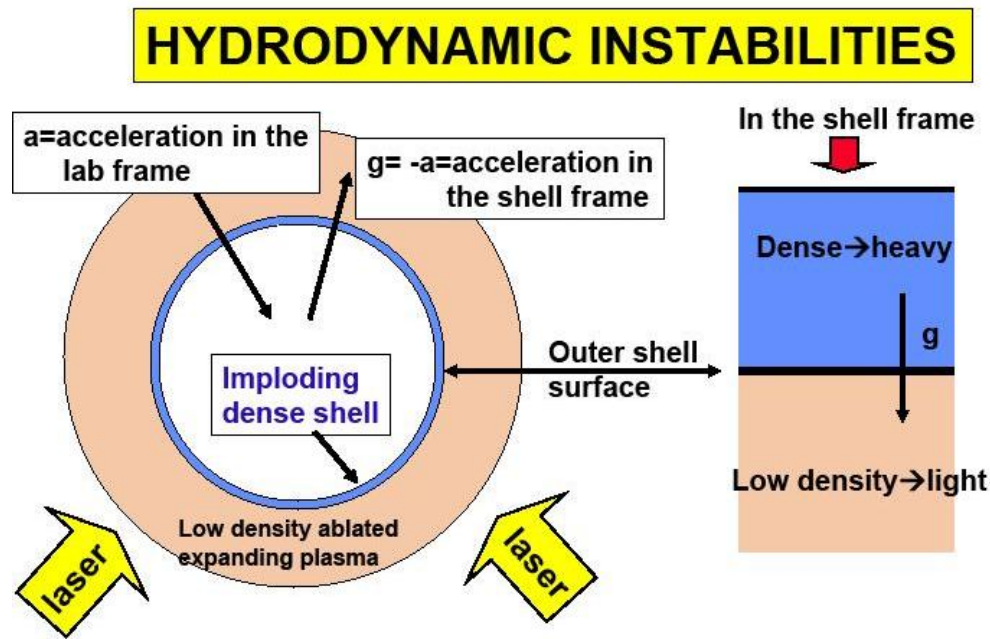 HYDRODYNAMIC INSTABILITIES
a=acceleration in the
lab frame
g= -a=acceleration in
the shell frame
In the shell frame
Dense→heavy
g
Outer shell
surface
Imploding
dense shell
Low density→light
Low density ablated
expanding plasma
laser
laser